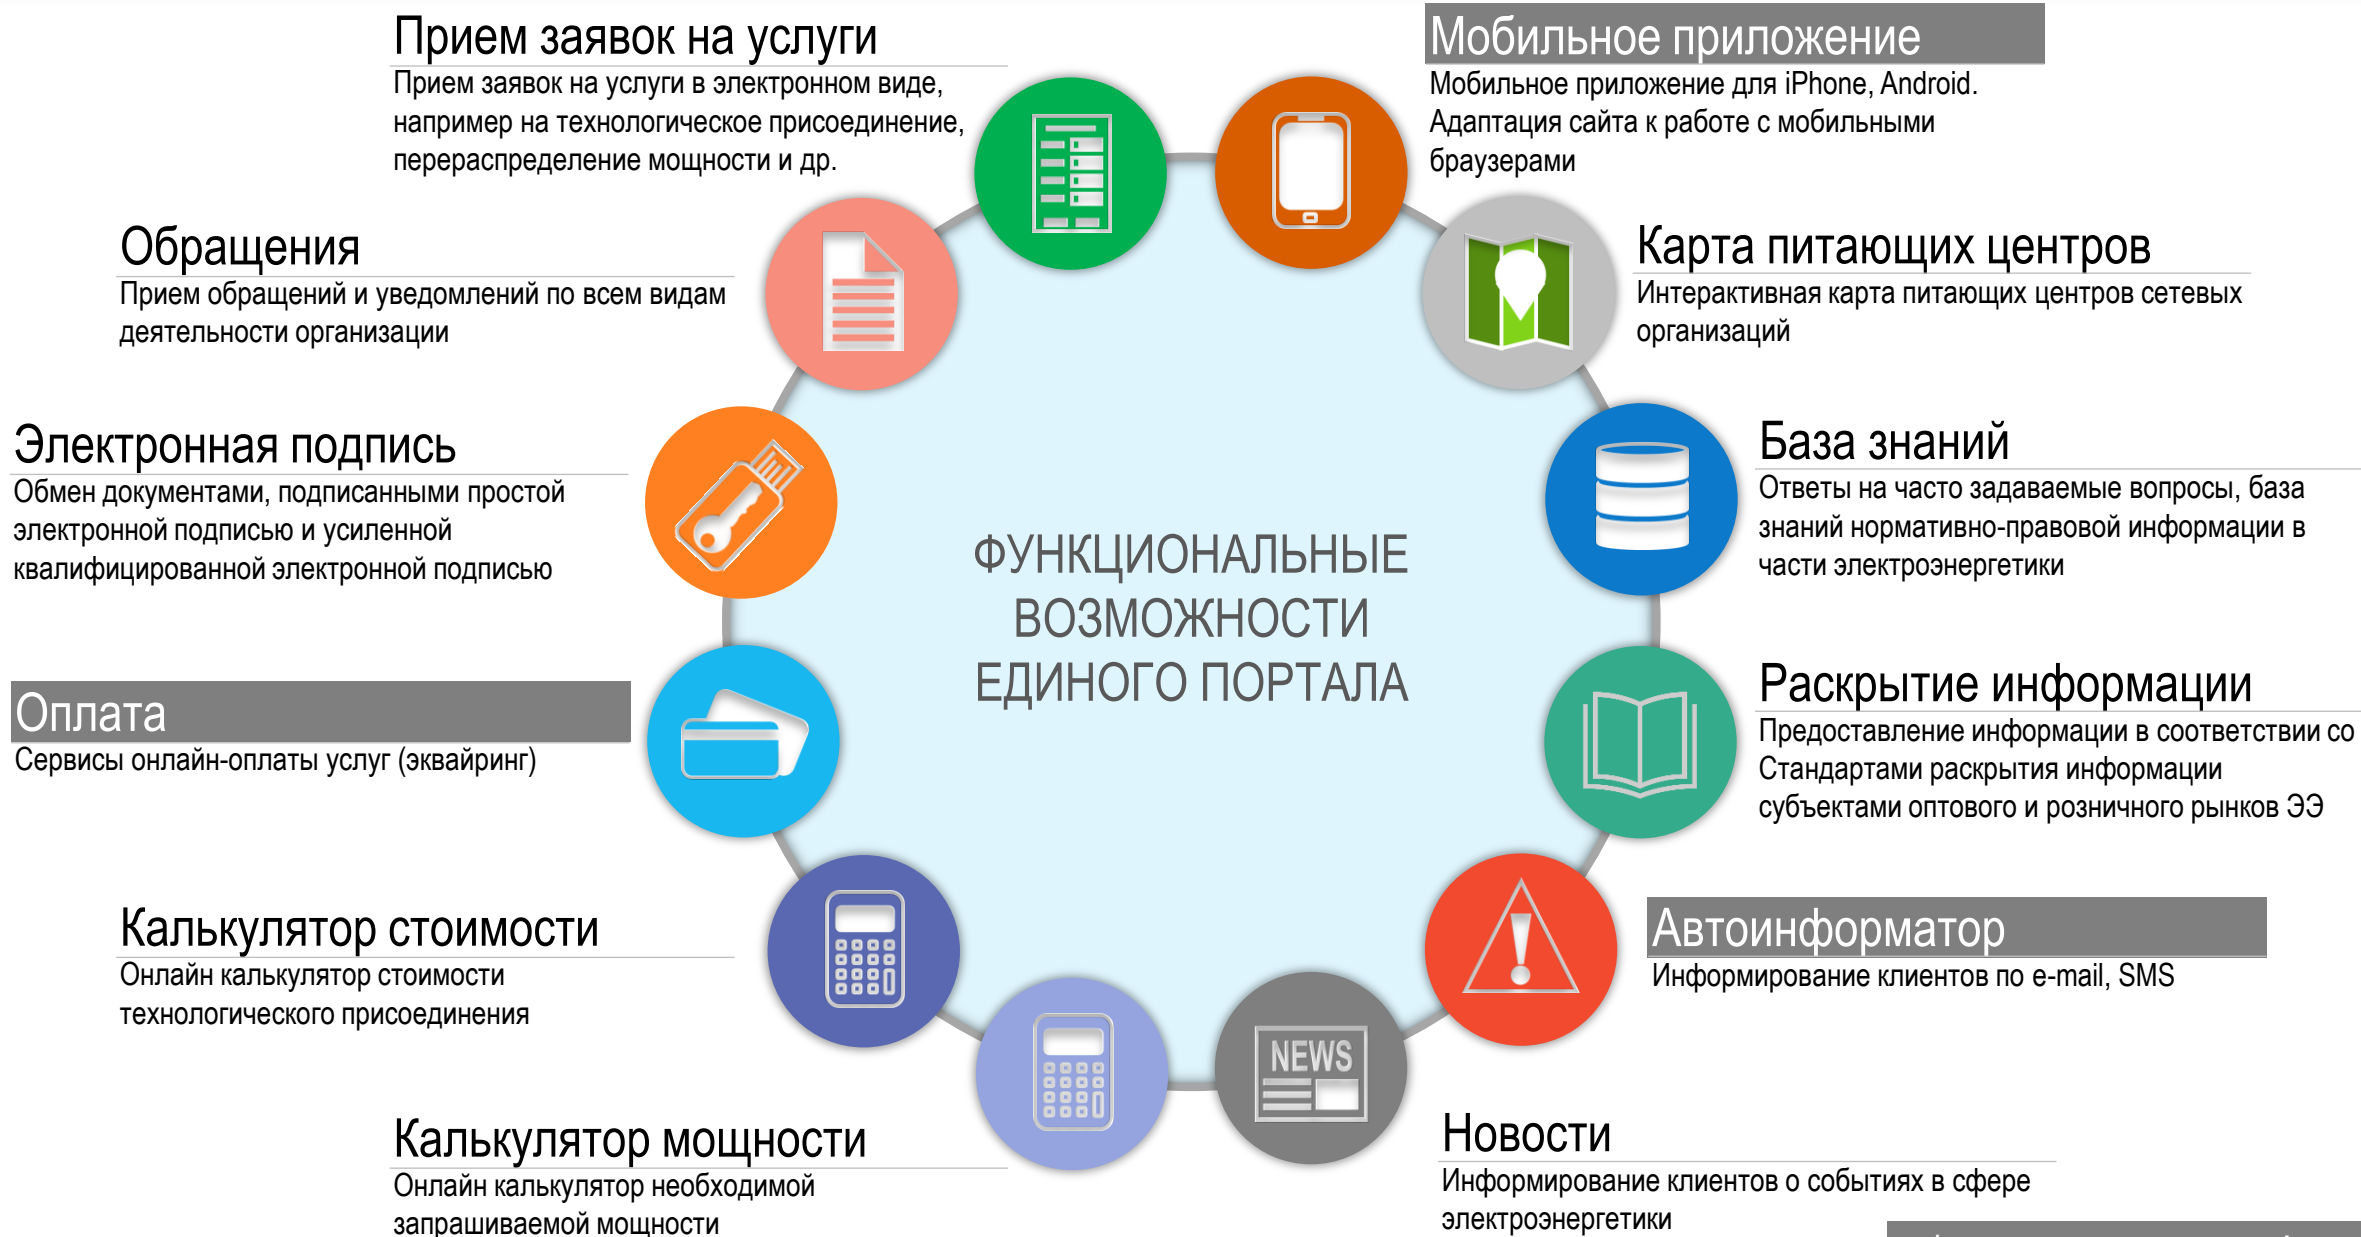 Прием заявок на услуги
Прием заявок на услуги в электронном виде,
например на технологическое присоединение,
перераспределение мощности и др.
Мобильное приложение
Мобильное приложение для iPhone, Android.
Адаптация сайта к работе с мобильными
браузерами
Обращения
Прием обращений и уведомлений по всем видам
деятельности организации
Карта питающих центров
Интерактивная карта питающих центров сетевых
организаций
Электронная подпись
Обмен документами, подписанными простой
электронной подписью и усиленной
квалифицированной электронной подписью
База знаний
Ответы на часто задаваемые вопросы, база
знаний нормативно-правовой информации в
части электроэнергетики
ФУНКЦИОНАЛЬНЫЕ
ВОЗМОЖНОСТИ
ЕДИНОГО ПОРТАЛА
Оплата
Сервисы онлайн-оплаты услуг (эквайринг)
Раскрытие информации
Предоставление информации в соответствии со
Стандартами раскрытия информации
субъектами оптового и розничного рынков ЭЭ
Калькулятор стоимости
Онлайн калькулятор стоимости
технологического присоединения
Автоинформатор
Информирование клиентов по e-mail, SMS
NEWS
Калькулятор мощности
Онлайн калькулятор необходимой
запрашиваемой мощности
Новости
Информирование клиентов о событиях в сфере
электроэнергетики